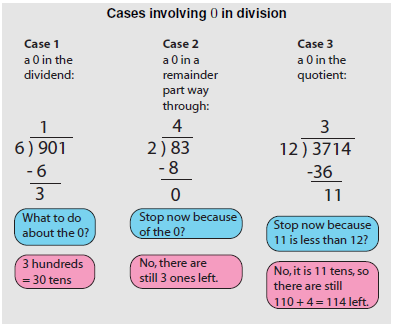 Cases involving 0 in division
Case 1
a 0 in the
dividend:
1
6 ) 901
- 6
3
What to do
about the 0?
3 hundreds
= 30 tens
Case 2
a 0 in a
remainder
part way
through:
4
2 ) 83
- 8
0
Stop now because
of the 0?
No, there are
still 3 ones left.
Case 3
a 0 in the
quotient:
3
12 ) 3714
-36
11
Stop now because
11 is less than 12?
No, it is 11 tens, so
there are still
110 + 4 = 114 left.